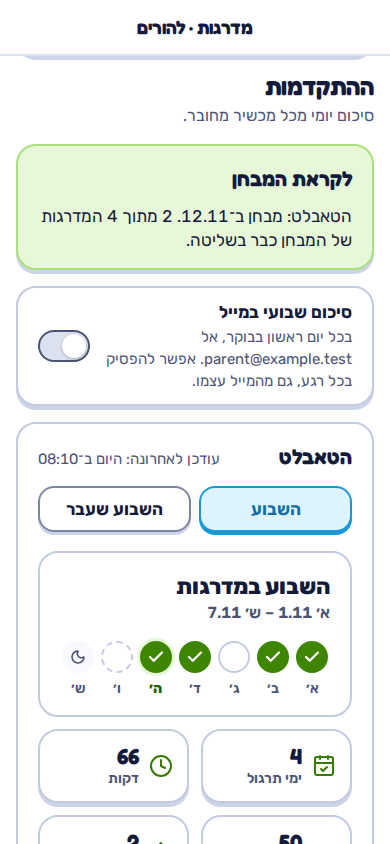 מדרגות · להורים
ההתקדמות
סיכום יומי מכל מכשיר מחובר.
לקראת המבחן
הטאבלט: מבחן ב־12.11. 2 מתוך 4 המדרגות
של המבחן כבר בשליטה.
סיכום שבועי במייל
בכל יום ראשון בבוקר, אל
parent@example.test. אפשר להפסיק
בכל רגע, גם מהמייל עצמו.
הטאבלט
עודכן לאחרונה: היום ב־08:10
השבוע
השבוע שעבר
השבוע במדרגות
א׳ 1.11 – ש׳ 7.11
א׳ ב׳ ג׳ ד׳ ה׳ ו׳ ש׳
4
ימי תרגול
66
דקות
50
2